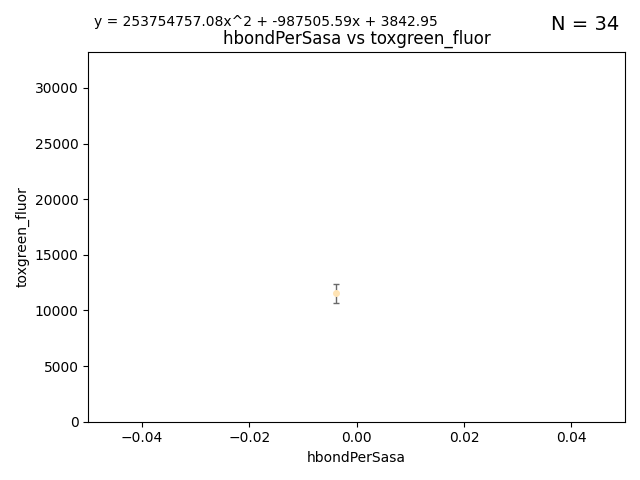 y = 253754757.08x^2 + -987505.59x + 3842.95
N = 34
hbondPerSasa vs toxgreen_fluor
30000
25000
20000
15000
10000
5000
0
toxgreen_fluor
−0.04
−0.02
0.00
0.02
0.04
hbondPerSasa